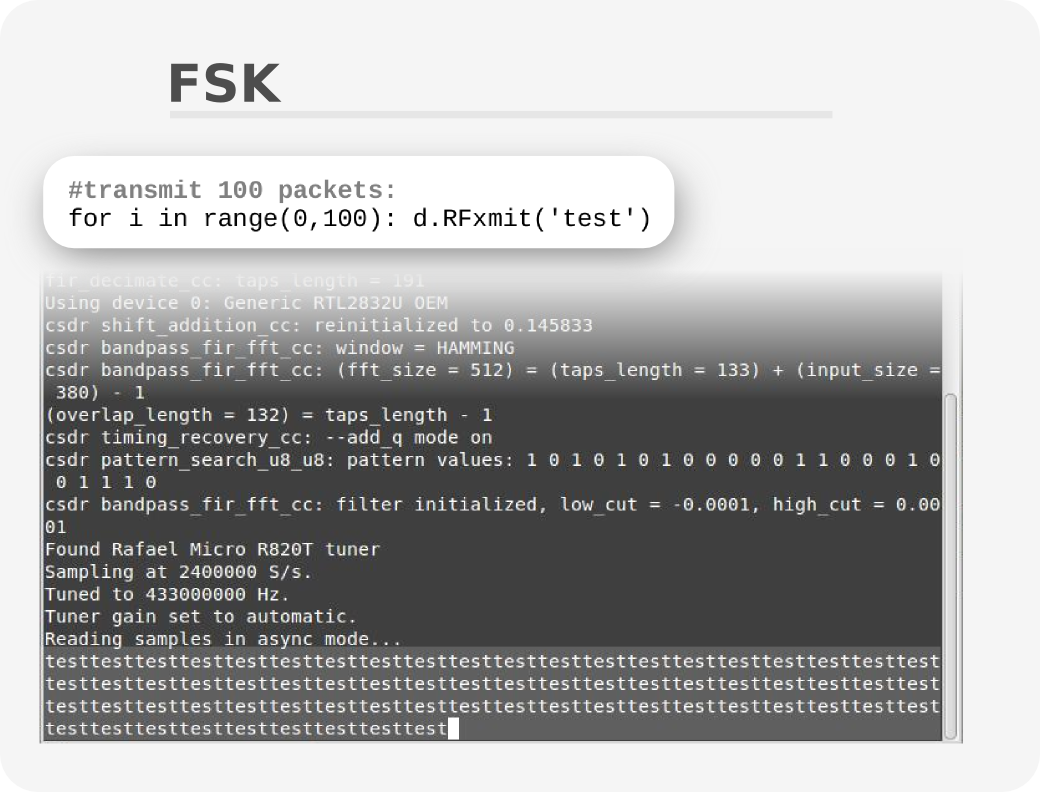 FSK
#transmit 100 packets:
for i in range(0,100): d.RFxmit('test')
fir_decimate_cc: taps_length = 191
Using device 0: Generic RTL2832U OEM
csdr shift_addition_cc: reinitialized to 0.145833
csdr bandpass_fir_fft_cc: window = HAMMING
csdr bandpass_fir_fft_cc: (fft_size = 512) = (taps_length = 133) + (input_size =
380) - 1
(overlap_length = 132) = taps_length - 1
csdr timing_recovery_cc: --add_q mode on
csdr pattern_search_u8_u8: pattern values: 1 0 1 0 1 0 1 0 0 0 0 0 1 1 0 0 0 1 0
0 1 1 1 0
csdr bandpass_fir_fft_cc: filter initialized, low_cut = -0.0001, high_cut = 0.00
01
Found Rafael Micro R820T tuner
Sampling at 2400000 S/s.
Tuned to 433000000 Hz.
Tuner gain set to automatic.
Reading samples in async mode...
testtesttesttesttesttesttesttesttesttesttesttesttesttesttesttesttesttesttesttest
testtesttesttesttesttesttesttesttesttesttesttesttesttesttesttesttesttesttesttest
testtesttesttesttesttesttesttesttesttesttesttesttesttesttesttesttesttesttesttest
testtesttesttesttesttesttesttesttest